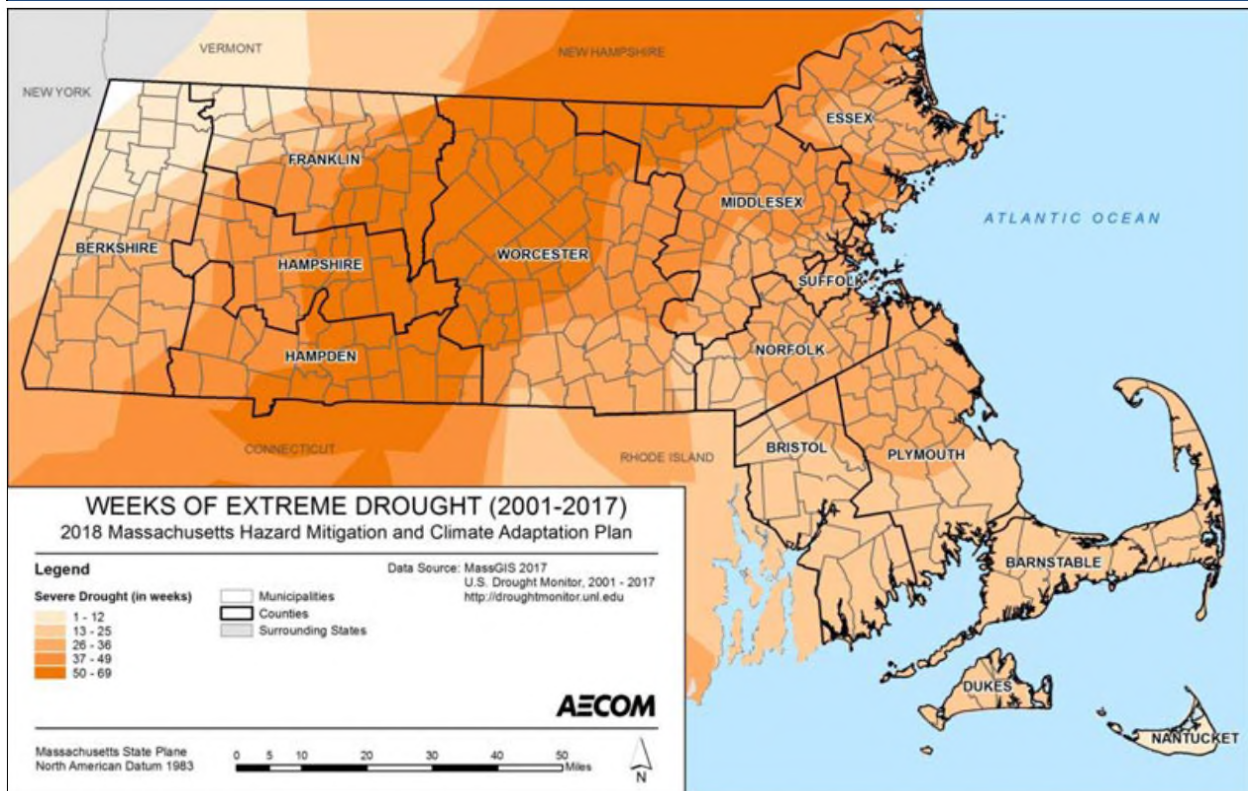 VERMONT
NEW HAMPSHIRE
NEW YORK
ESSEX
FRANKLIN
MIDDLESEX
ATLANTIC OCEAN
BERKSHIRE
HAMPSHIRE
WORCESTER
SUFFOLK
HAMPDEN
NORFOLK
CONNECTICUT
RHODE ISLAND
BRISTOL
PLYMOUTH
BARNSTABLE
DUKES
NANTUCKET
WEEKS OF EXTREME DROUGHT (2001-2017)
2018 Massachusetts Hazard Mitigation and Climate Adaptation Plan
Legend
Severe Drought (in weeks)
1 - 12
13 - 25
26 - 36
37 - 49
50 - 69
Municipalities
Counties
Surrounding States
Data Source: MassGIS 2017
U.S. Drought Monitor, 2001 - 2017
http://droughtmonitor.unl.edu
AECOM
Massachusetts State Plane
North American Datum 1983
0 5 10 20 30 40 50
Miles
N